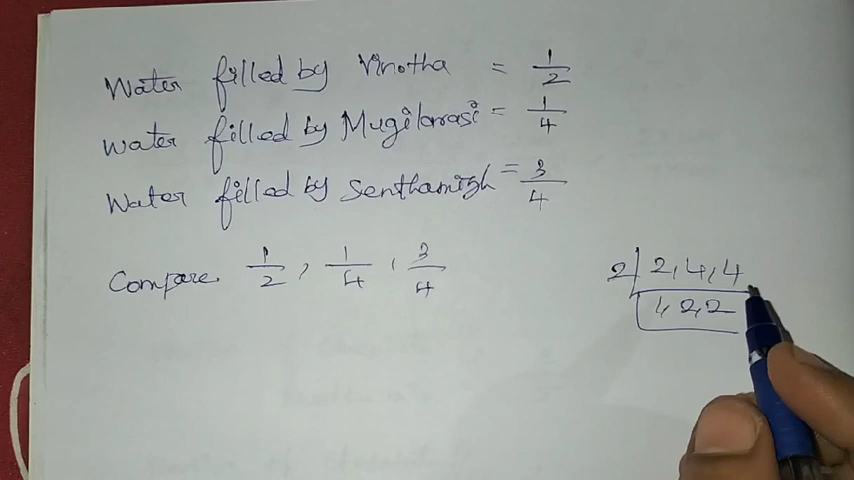 Water filled by Vinotha = 1/2
Water filled by Mugilarasi = 1/4
Water filled by Senthamizh = 3/4
Compare 1/2, 1/4, 3/4
2 | 2, 4, 4
1, 2, 2